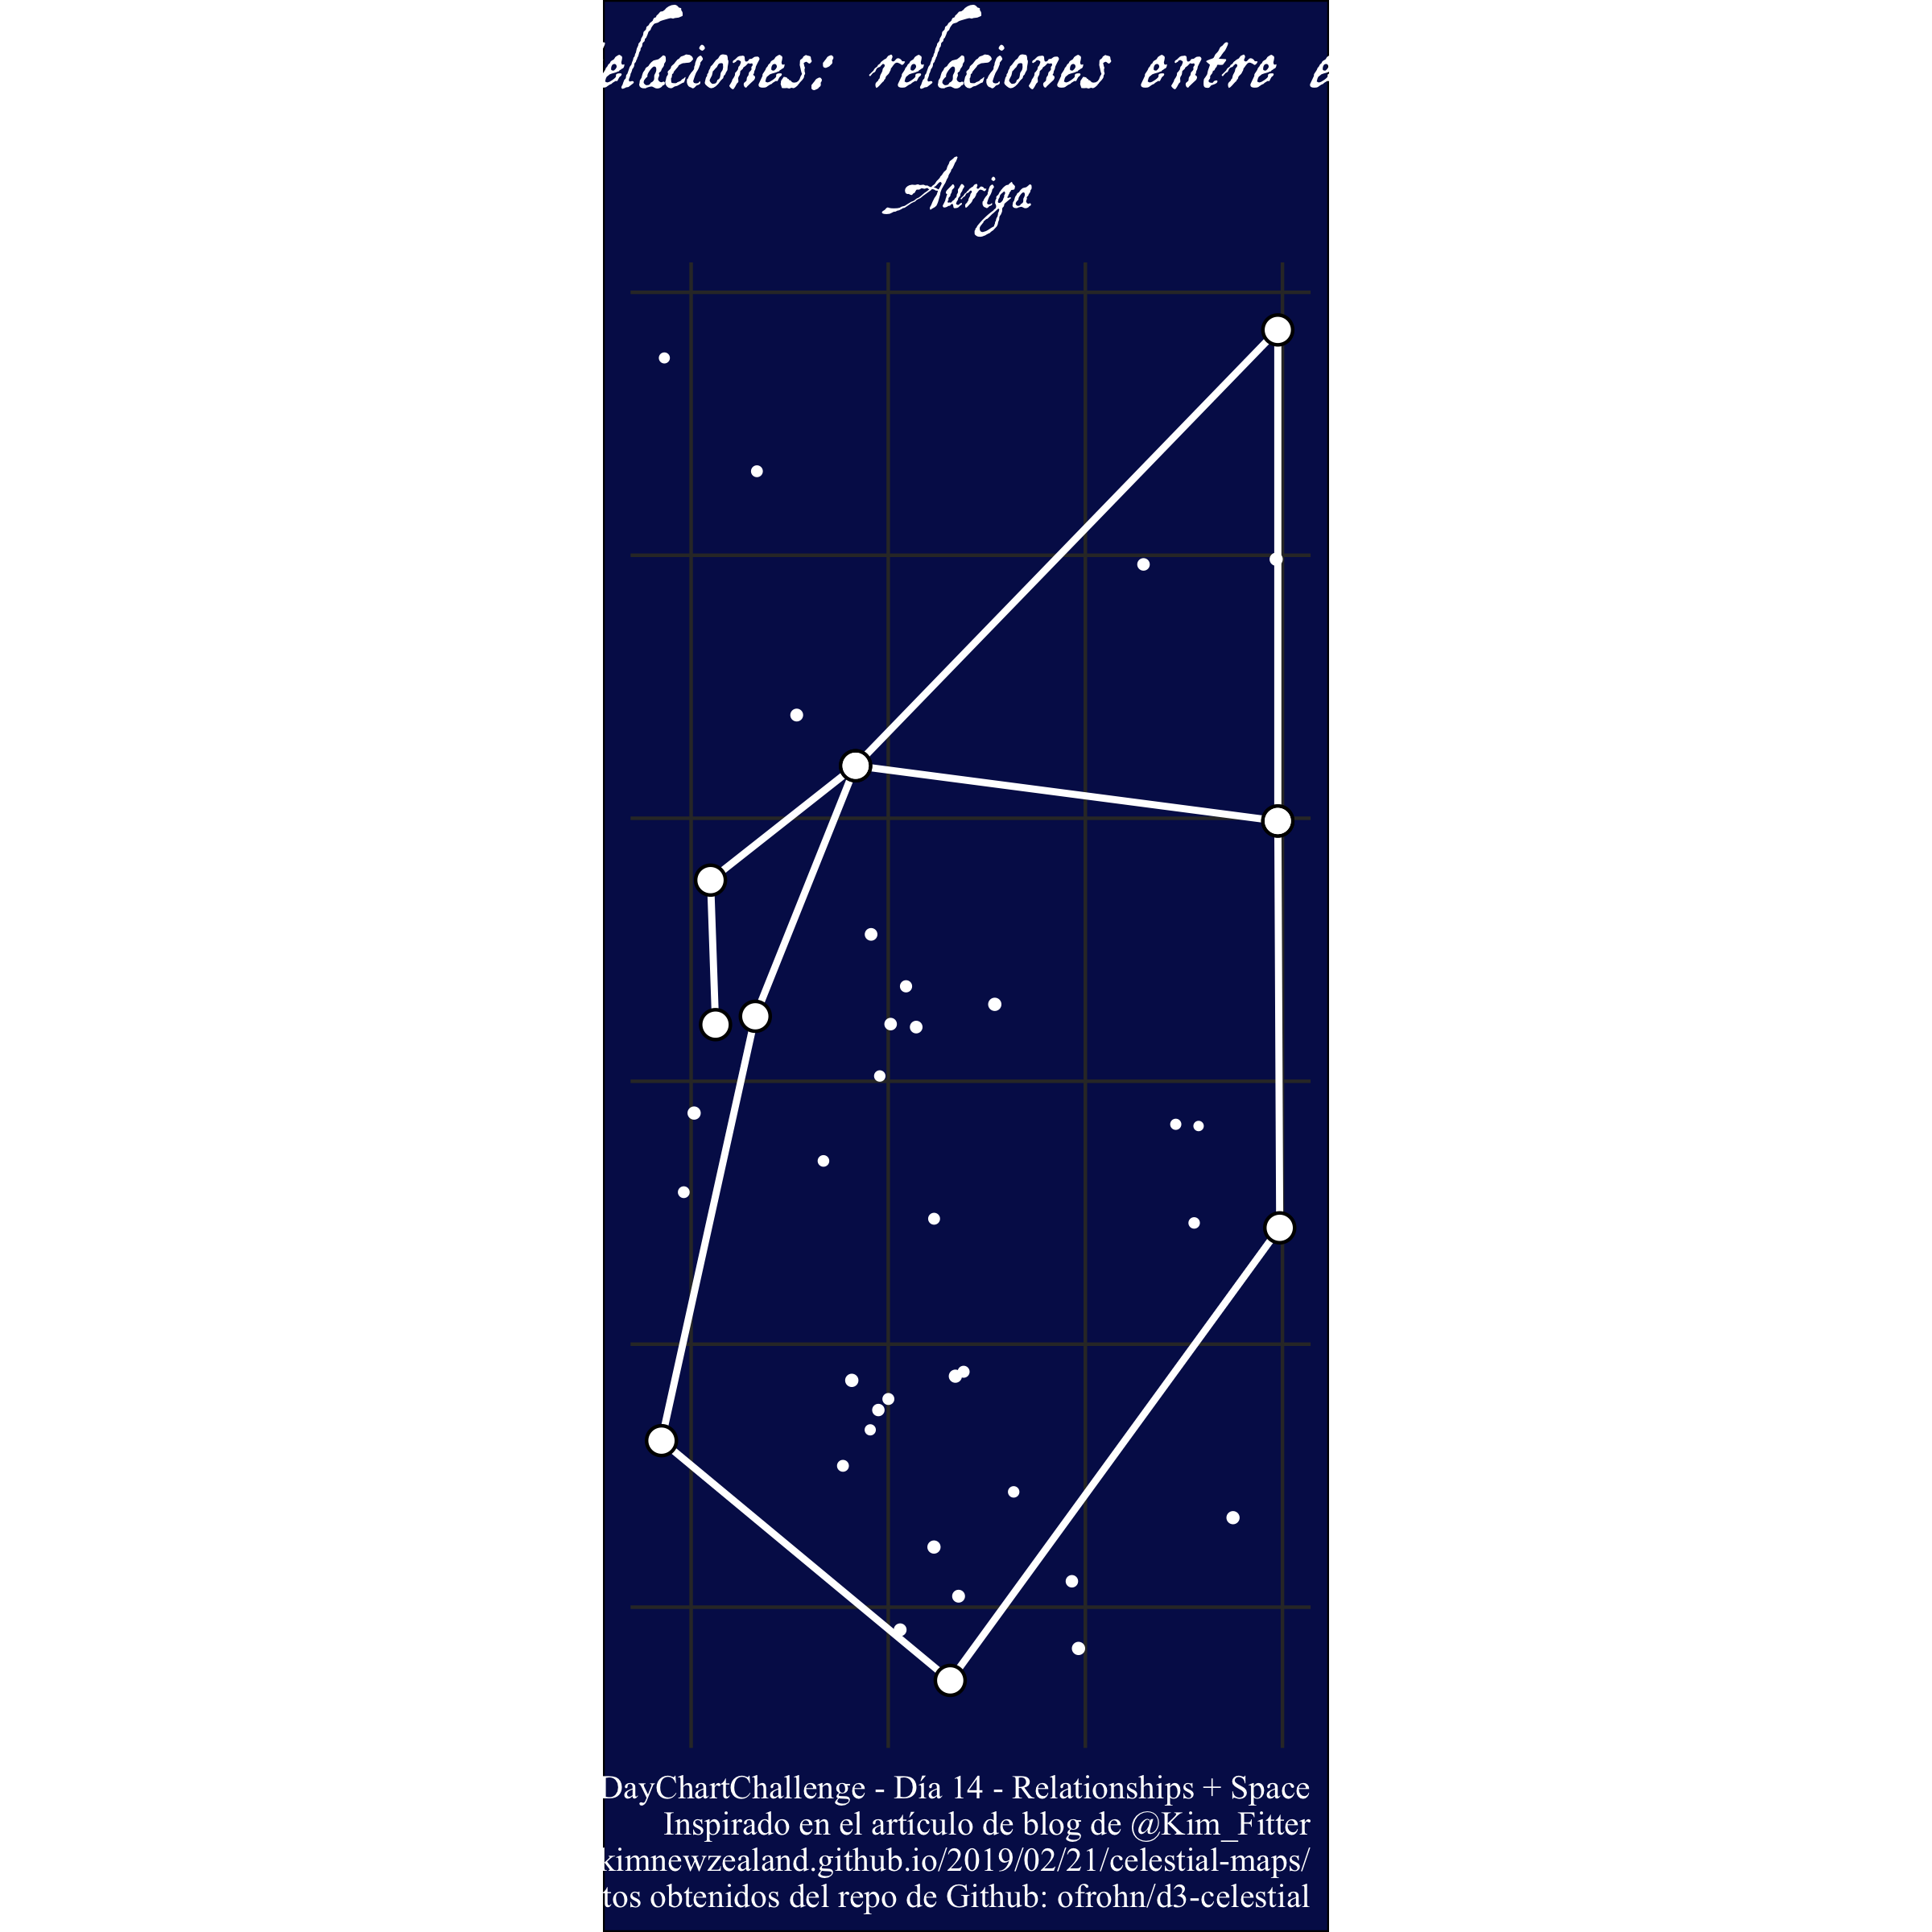 elaciones: relaciones entre e
Auriga
DayChartChallenge - Día 14 - Relationships + Space
Inspirado en el artículo de blog de @Kim_Fitter
kimnewzealand.github.io/2019/02/21/celestial-maps/
tos obtenidos del repo de Github: ofrohn/d3-celestial